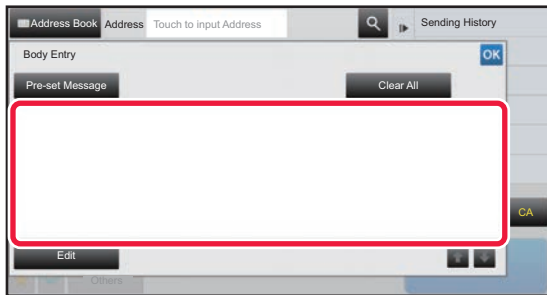 Address Book Address Touch to input Address Sending History
Body Entry OK
Pre-set Message Clear All
CA
Edit
Others